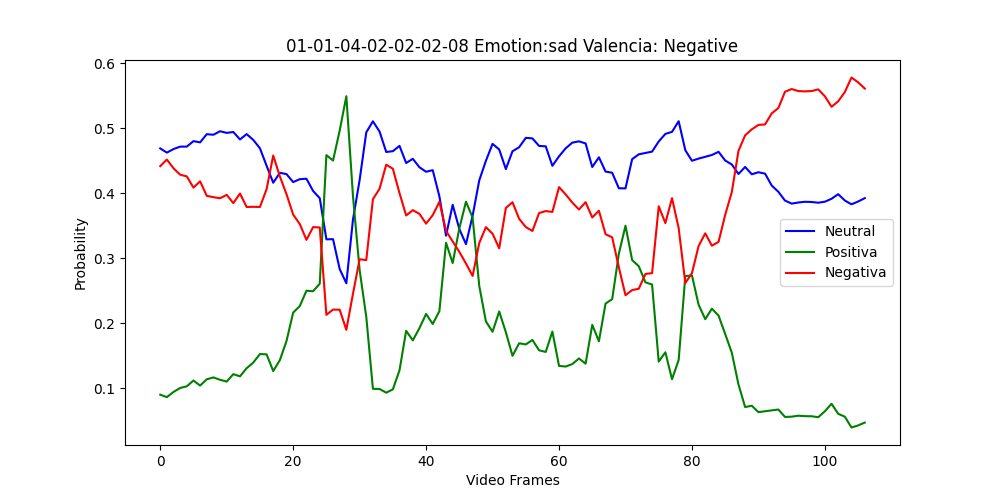 01-01-04-02-02-02-08 Emotion:sad Valencia: Negative
Probability
0.6
0.5
0.4
0.3
0.2
0.1
Neutral
Positiva
Negativa
0 20 40 60 80 100
Video Frames